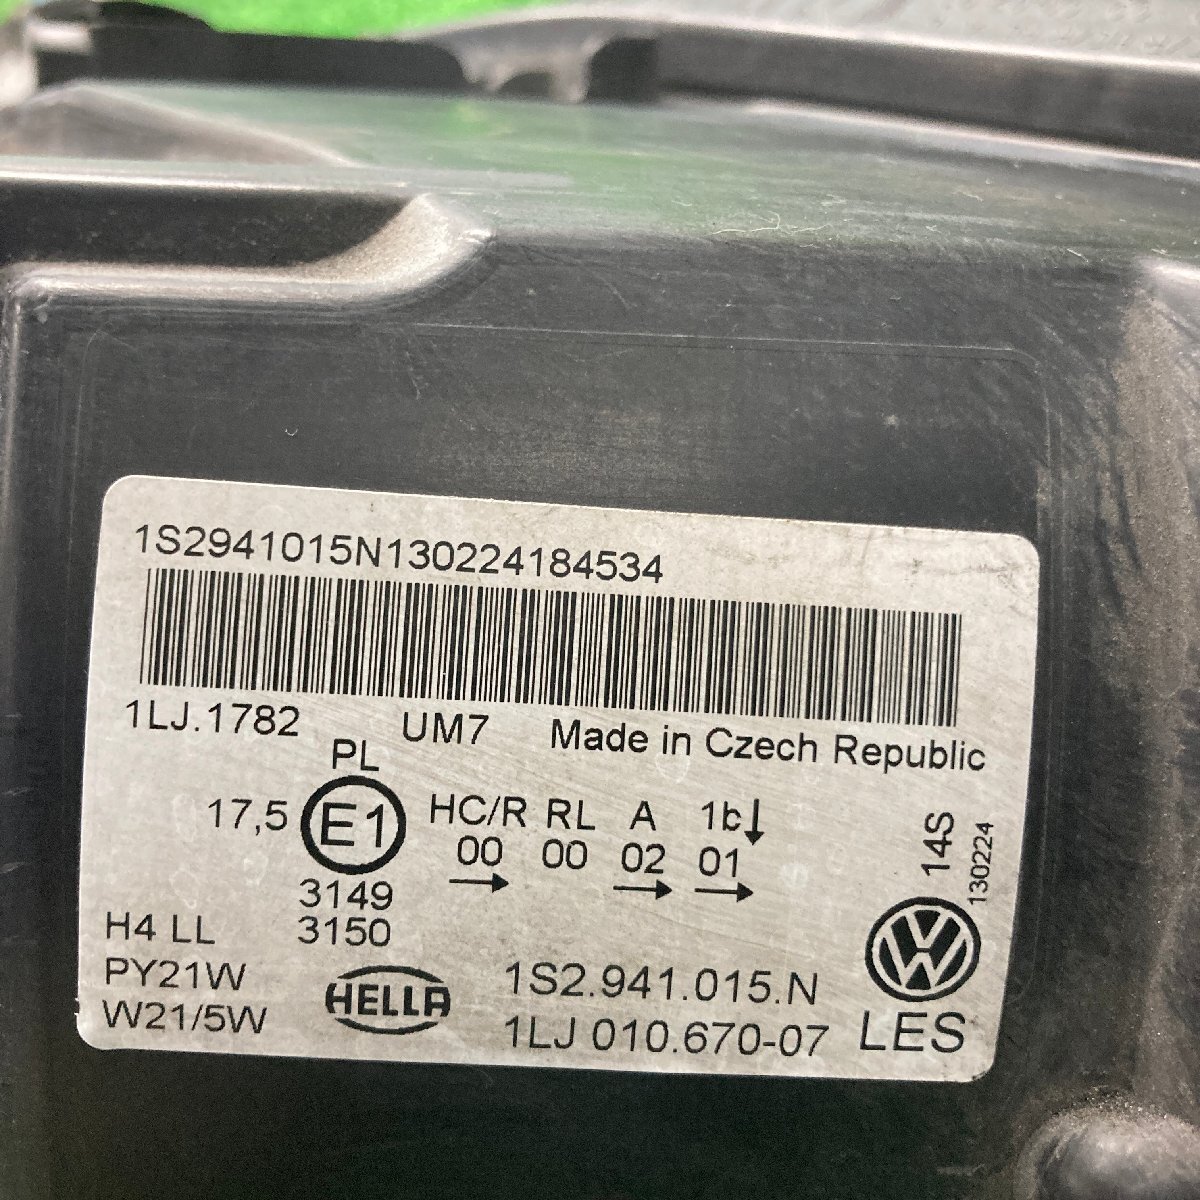 1S2941015N130224184534
1LJ.1782 UM7 Made in Czech Republic
PL
17,5 E1 HC/R RL A 1b↓
00 00 02 01
→ → →
3149
3150
H4 LL
PY21W
W21/5W
HELLA
1S2.941.015.N
1LJ 010.670-07
14S
130224
VW
LES